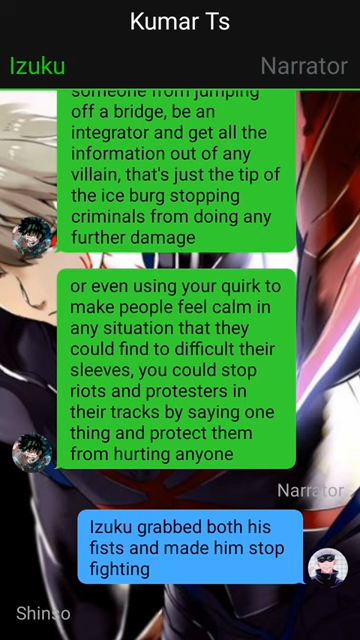 Kumar Ts
Izuku
Narrator
someone from jumping
off a bridge, be an
integrator and get all the
information out of any
villain, that's just the tip of
the ice burg stopping
criminals from doing any
further damage
or even using your quirk to
make people feel calm in
any situation that they
could find to difficult their
sleeves, you could stop
riots and protesters in
their tracks by saying one
thing and protect them
from hurting anyone
Narrator
Izuku grabbed both his
fists and made him stop
fighting
Shinso